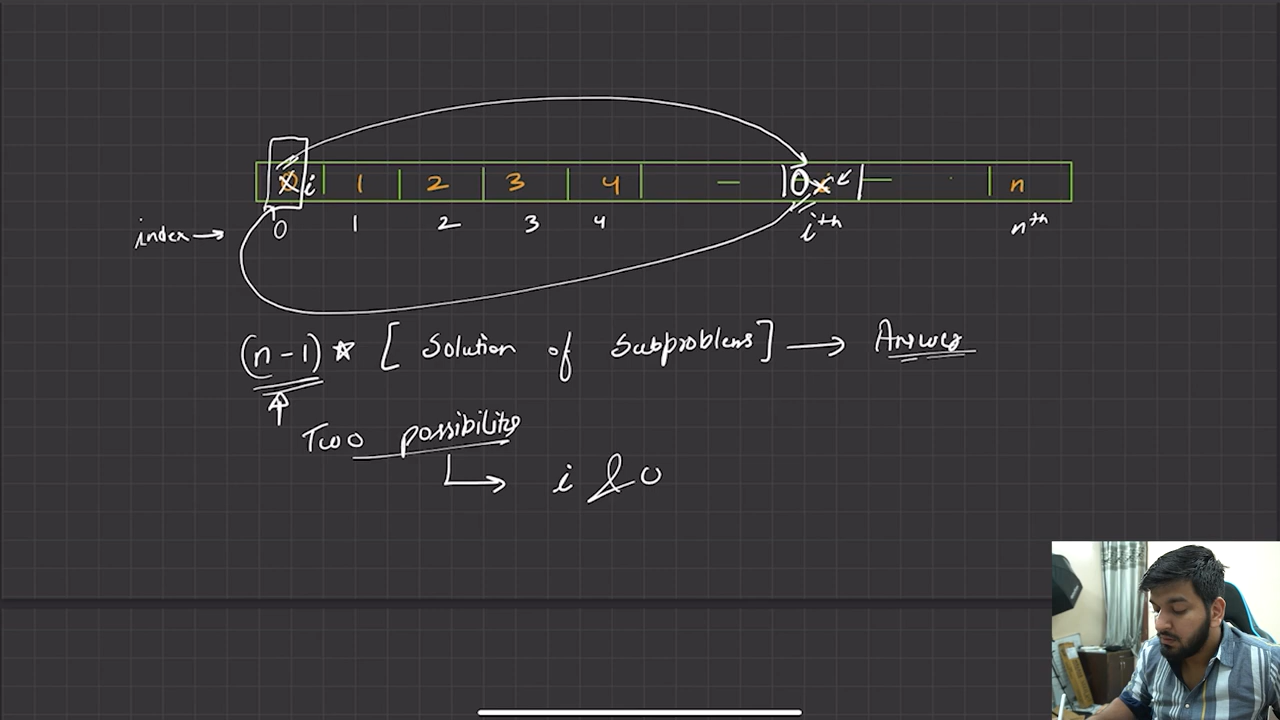 0 i 1 2 3 4 — 0 i — n
index → 0 1 2 3 4 ith nth
(n-1) * [ Solution of Subproblems ] → Answer
Two possibility
i & 0